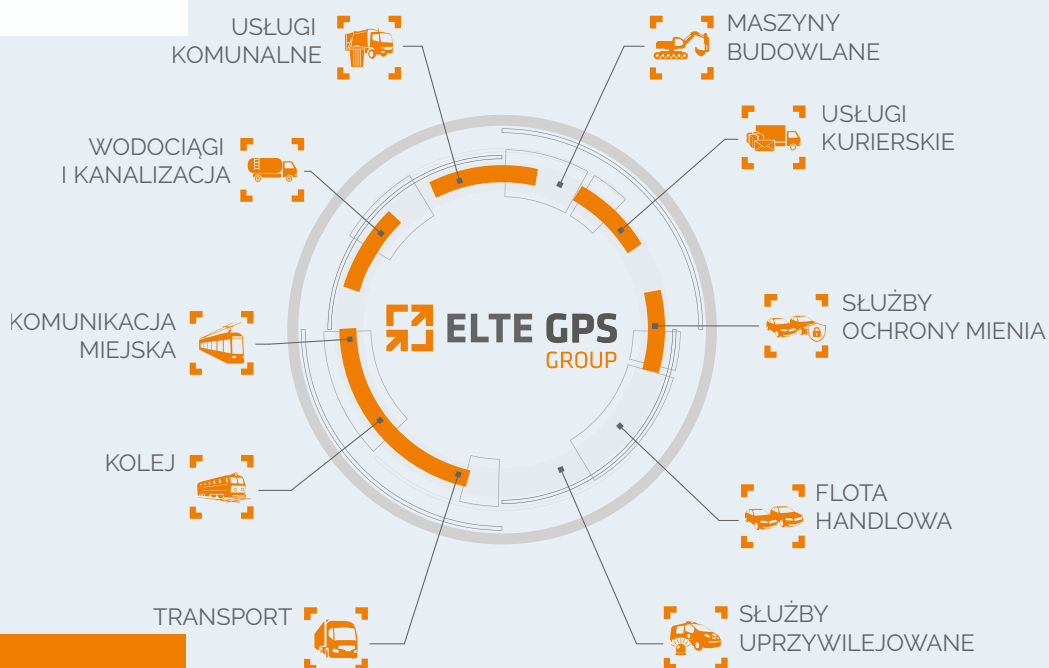 USŁUGI
KOMUNALNE
MASZYNY
BUDOWLANE
USŁUGI
KURIERSKIE
WODOCIĄGI
I KANALIZACJA
KOMUNIKACJA
MIEJSKA
ELTE GPS
GROUP
SŁUŻBY
OCHRONY MIENIA
KOLEJ
FLOTA
HANDLOWA
TRANSPORT
SŁUŻBY
UPRZYWILEJOWANE